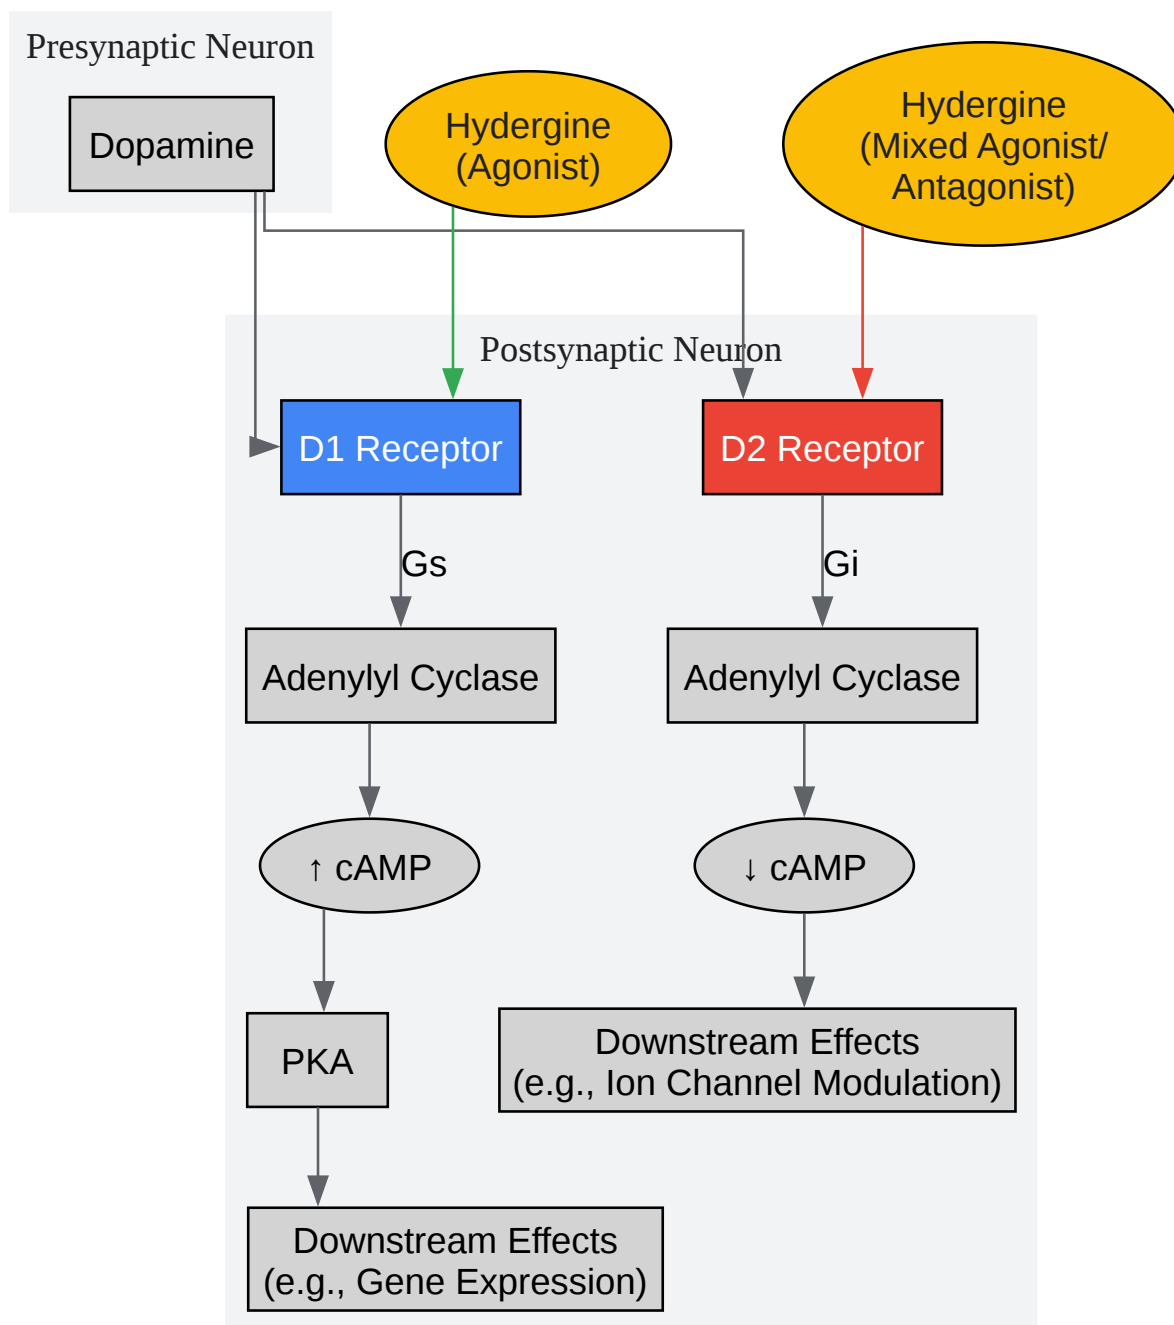 Presynaptic Neuron
Dopamine
Hydergine
(Agonist)
Hydergine
(Mixed Agonist/
Antagonist)
Postsynaptic Neuron
D1 Receptor
D2 Receptor
Gs
Gi
Adenylyl Cyclase
Adenylyl Cyclase
↑ cAMP
↓ cAMP
PKA
Downstream Effects
(e.g., Ion Channel Modulation)
Downstream Effects
(e.g., Gene Expression)